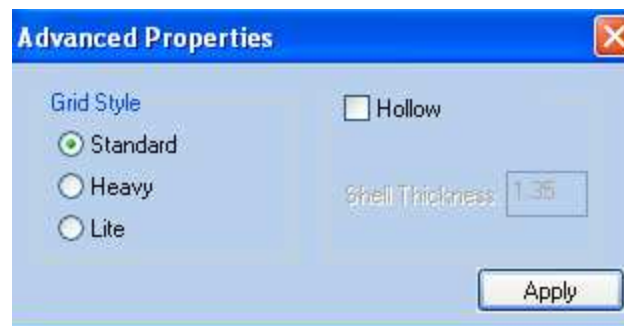 Advanced Properties
Grid Style
Standard
Heavy
Lite
Hollow
Shell Thickness 1.35
Apply